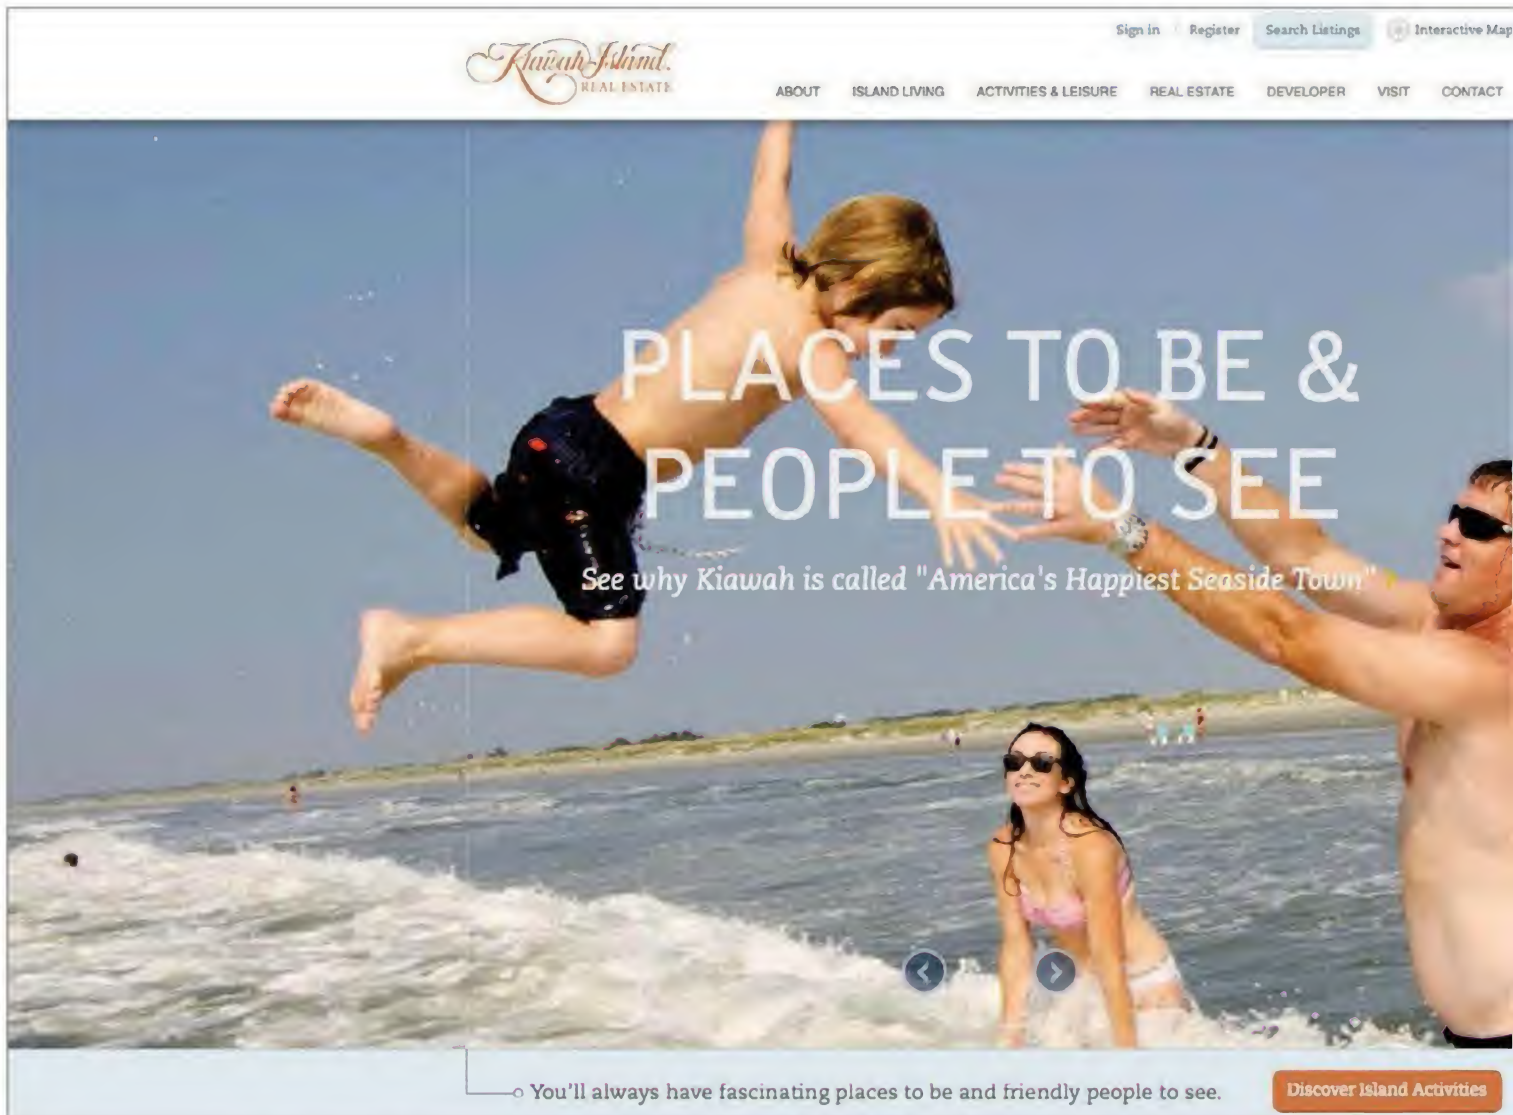 Sign in Register Search Listings Interactive Map
Kiawah Island
REAL ESTATE
ABOUT ISLAND LIVING ACTIVITIES & LEISURE REAL ESTATE DEVELOPER VISIT CONTACT
PLACES TO BE &
PEOPLE TO SEE
See why Kiawah is called "America's Happiest Seaside Town"
You'll always have fascinating places to be and friendly people to see.
Discover Island Activities